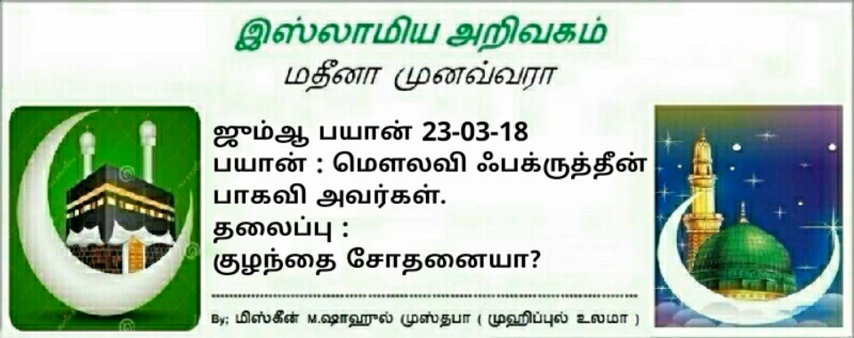 இஸ்லாமிய அறிவகம்
மதீனா முனவ்வரா
ஜும்ஆ பயான் 23-03-18
பயான் : மௌலவி ஃபக்ருத்தீன்
பாகவி அவர்கள்.
தலைப்பு :
குழந்தை சோதனையா?
By; மிஸ்கீன் M.ஷாஹுல் முஸ்தபா ( முஹிப்புல் உலமா )